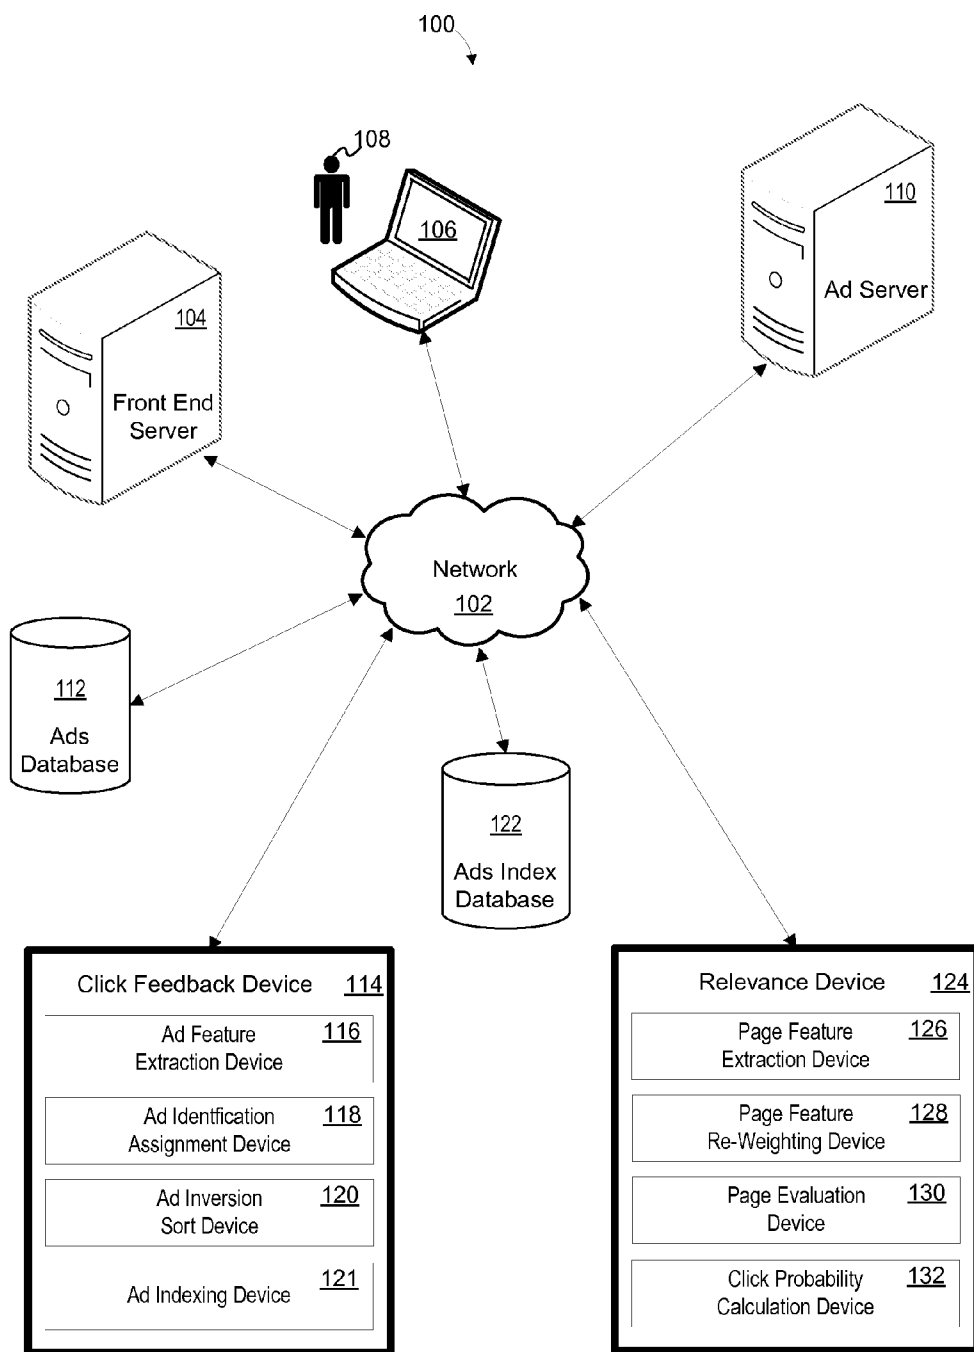 100
108
106
110
Ad Server
104
Front End
Server
Network
102
112
Ads
Database
122
Ads Index
Database
Click Feedback Device 114
Ad Feature
Extraction Device
116
Ad Identfication
Assignment Device
118
Ad Inversion
Sort Device
120
Ad Indexing Device 121
Relevance Device 124
Page Feature
Extraction Device
126
Page Feature
Re-Weighting Device
128
Page Evaluation
Device
130
Click Probability
Calculation Device
132